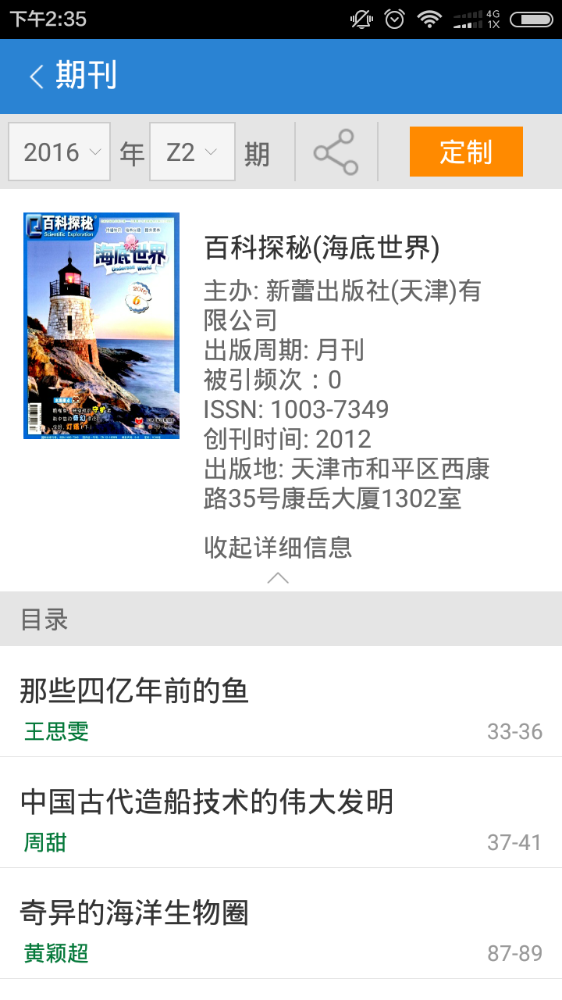 下午2:35
4G
1X
期刊
2016 年 Z2 期
定制
百科探秘
Scientific Exploration
海底世界
Underseas World
2016
6
百科探秘(海底世界)
主办: 新蕾出版社(天津)有
限公司
出版周期: 月刊
被引频次：0
ISSN: 1003-7349
创刊时间: 2012
出版地: 天津市和平区西康
路35号康岳大厦1302室
收起详细信息
目录
那些四亿年前的鱼
王思雯
33-36
中国古代造船技术的伟大发明
周甜
37-41
奇异的海洋生物圈
黄颖超
87-89